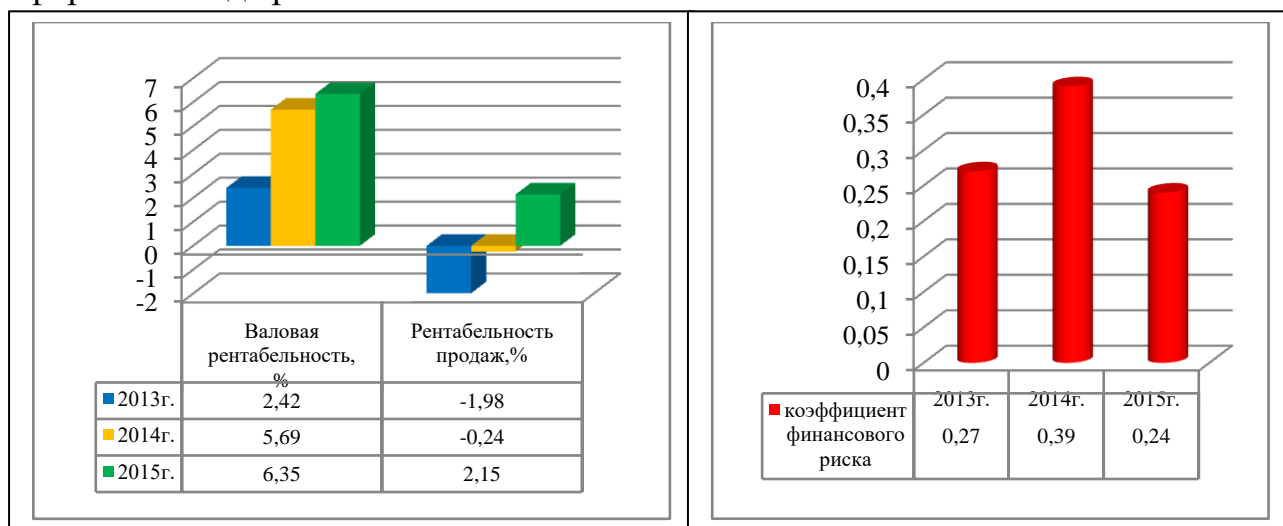 7
6
5
4
3
2
1
0
-1
-2
Валовая
рентабельность,
%
Рентабельность
продаж,%
2013г. 2,42 -1,98
2014г. 5,69 -0,24
2015г. 6,35 2,15
0,4
0,35
0,3
0,25
0,2
0,15
0,1
0,05
0
2013г. 2014г. 2015г.
коэффициент
финансового
риска
0,27 0,39 0,24